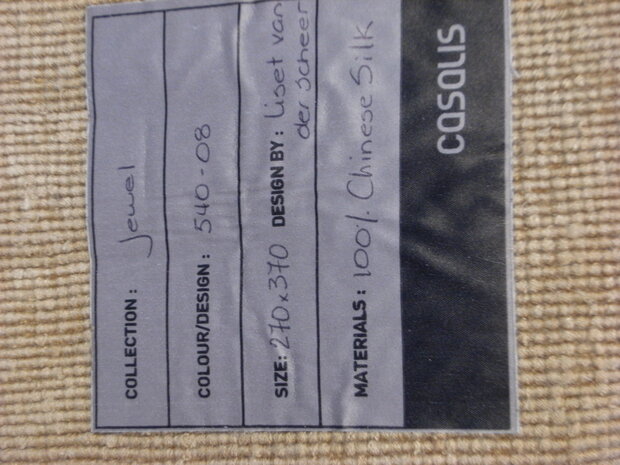 COLLECTION : Jewel
COLOUR/DESIGN : 540-08
SIZE: 270x370 DESIGN BY : Liset van
der Scheer
MATERIALS : 100% Chinese Silk
casalis